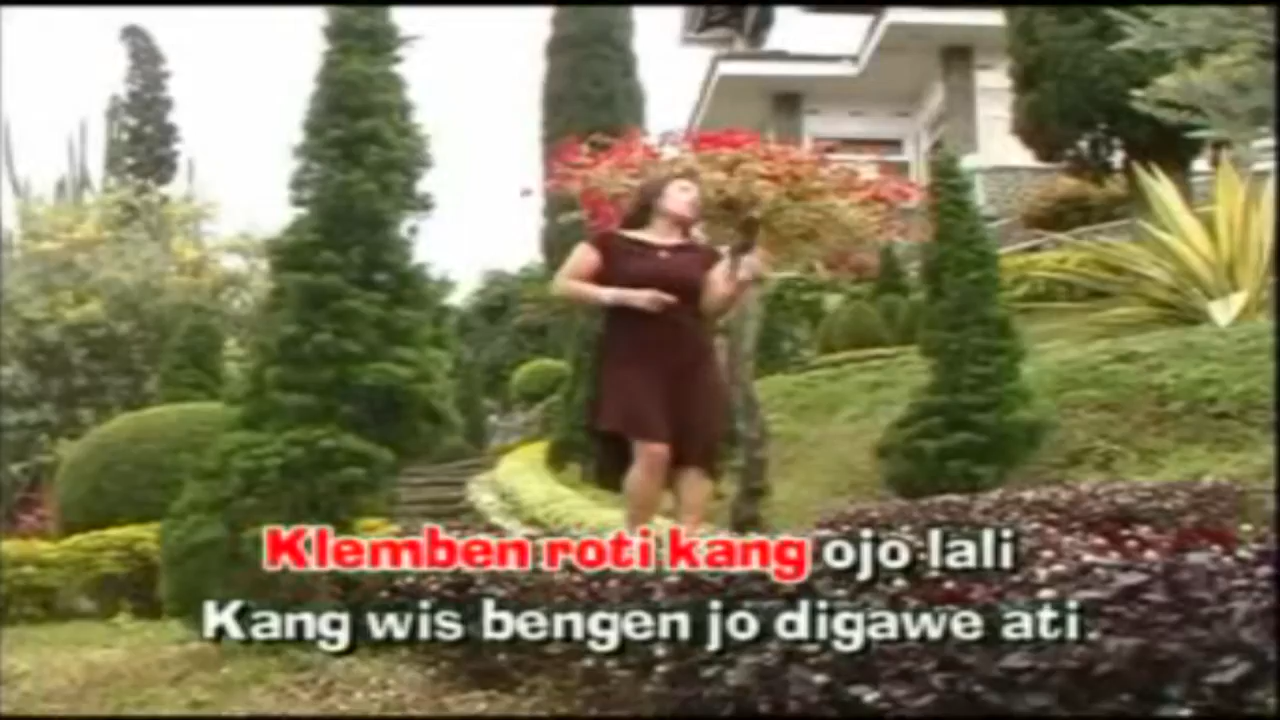 Klemben roti kang ojo lali
Kang wis bengen jo digawe ati.